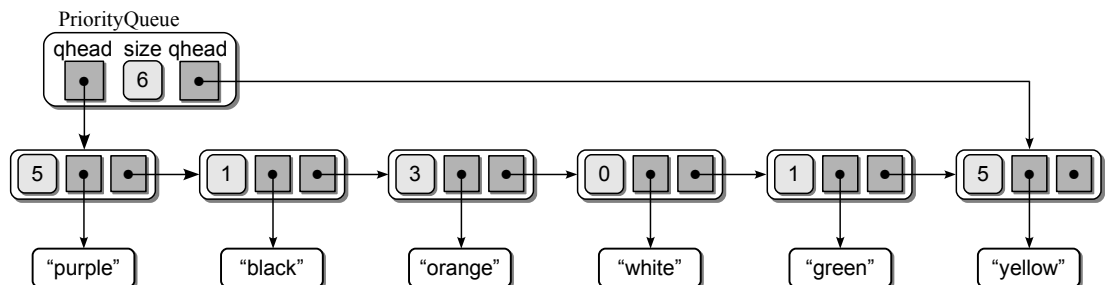 PriorityQueue
qhead size qhead
6
5 1 3 0 1 5
“purple” “black” “orange” “white” “green” “yellow”